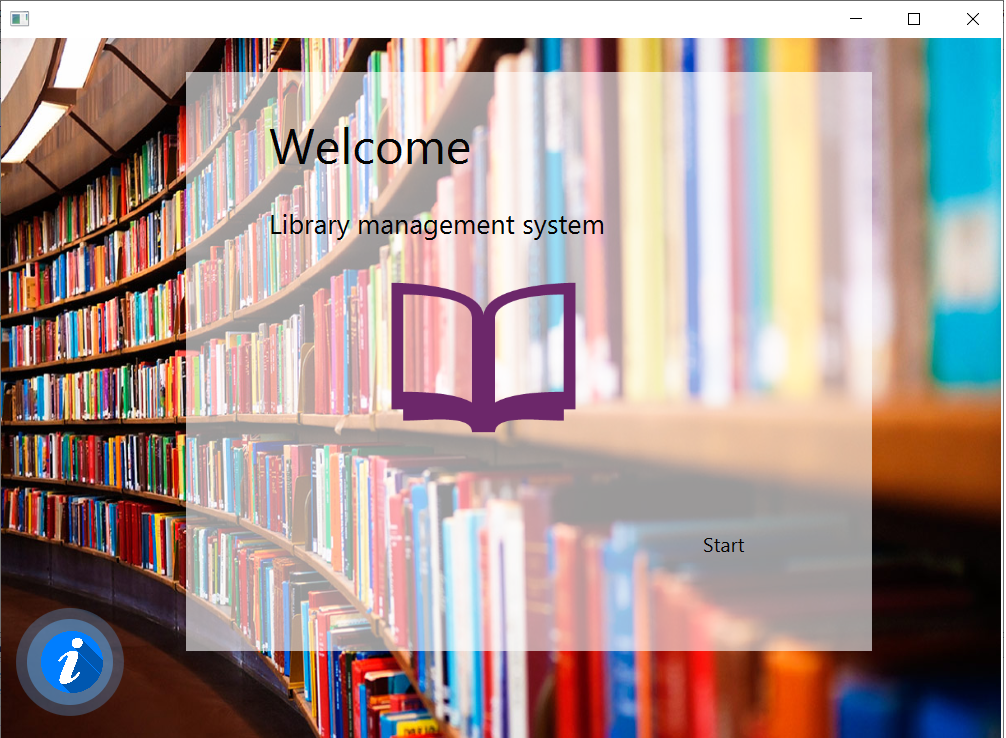 Welcome
Library management system
Start
i